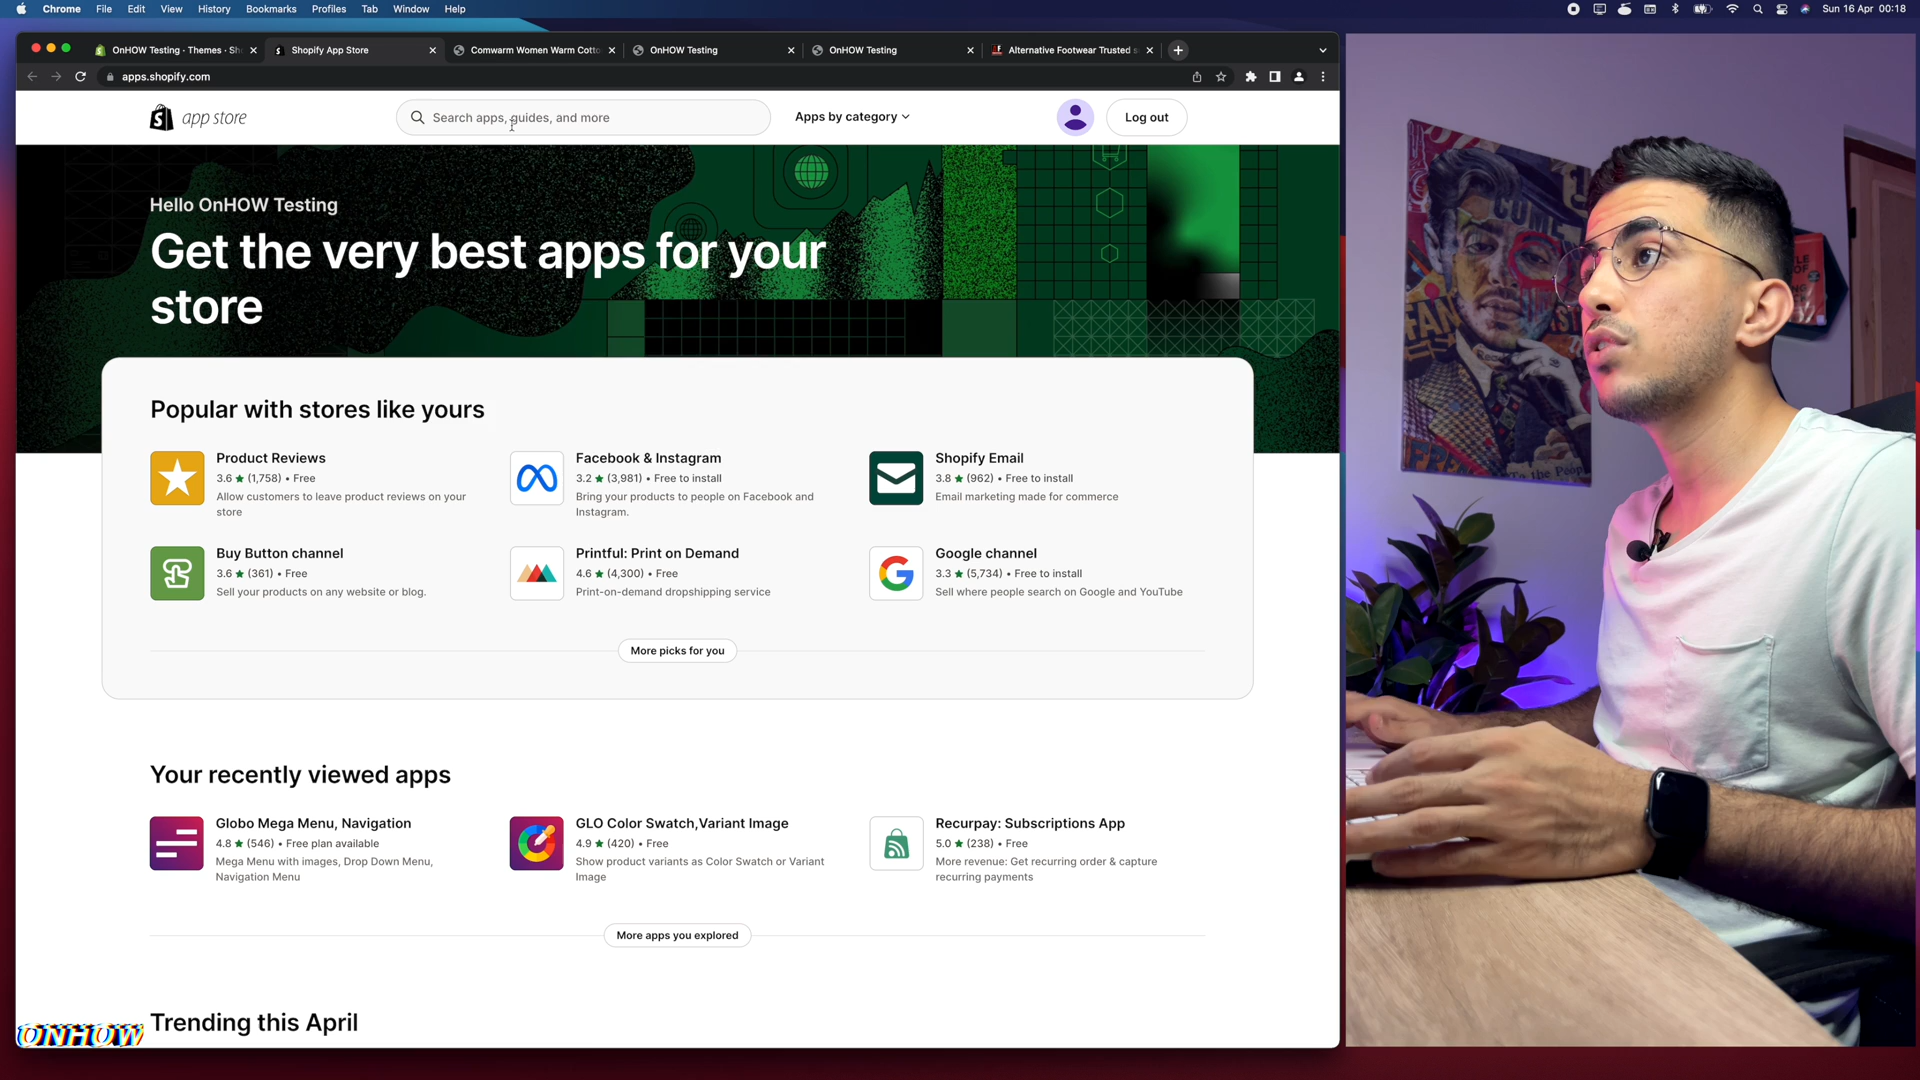 Chrome File Edit View History Bookmarks Profiles Tab Window Help Sun 16 Apr 00:18
OnHOW Testing · Themes · Sh
Shopify App Store
Comwarm Women Warm Cotto
OnHOW Testing
OnHOW Testing
Alternative Footwear Trusted s
apps.shopify.com
app store
Search apps, guides, and more
Apps by category
Log out
Hello OnHOW Testing
Get the very best apps for your
store
Popular with stores like yours
Product Reviews
3.6 ★ (1,758) • Free
Allow customers to leave product reviews on your
store
Facebook & Instagram
3.2 ★ (3,981) • Free to install
Bring your products to people on Facebook and
Instagram.
Shopify Email
3.8 ★ (962) • Free to install
Email marketing made for commerce
Buy Button channel
3.6 ★ (361) • Free
Sell your products on any website or blog.
Printful: Print on Demand
4.6 ★ (4,300) • Free
Print-on-demand dropshipping service
Google channel
3.3 ★ (5,734) • Free to install
Sell where people search on Google and YouTube
More picks for you
Your recently viewed apps
Globo Mega Menu, Navigation
4.8 ★ (546) • Free plan available
Mega Menu with images, Drop Down Menu,
Navigation Menu
GLO Color Swatch,Variant Image
4.9 ★ (420) • Free
Show product variants as Color Swatch or Variant
Image
Recurpay: Subscriptions App
5.0 ★ (238) • Free
More revenue: Get recurring order & capture
recurring payments
More apps you explored
Trending this April
ONHOW
To the People